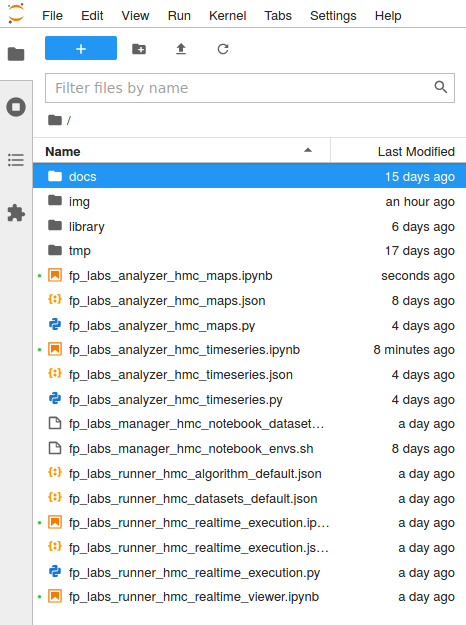 File Edit View Run Kernel Tabs Settings Help
+
Filter files by name
/
Name Last Modified
docs 15 days ago
img an hour ago
library 6 days ago
tmp 17 days ago
fp_labs_analyzer_hmc_maps.ipynb seconds ago
fp_labs_analyzer_hmc_maps.json 8 days ago
fp_labs_analyzer_hmc_maps.py 4 days ago
fp_labs_analyzer_hmc_timeseries.ipynb 8 minutes ago
fp_labs_analyzer_hmc_timeseries.json 4 days ago
fp_labs_analyzer_hmc_timeseries.py 4 days ago
fp_labs_manager_hmc_notebook_dataset... a day ago
fp_labs_manager_hmc_notebook_envs.sh 8 days ago
fp_labs_runner_hmc_algorithm_default.json a day ago
fp_labs_runner_hmc_datasets_default.json a day ago
fp_labs_runner_hmc_realtime_execution.ip... a day ago
fp_labs_runner_hmc_realtime_execution.js... a day ago
fp_labs_runner_hmc_realtime_execution.py a day ago
fp_labs_runner_hmc_realtime_viewer.ipynb a day ago